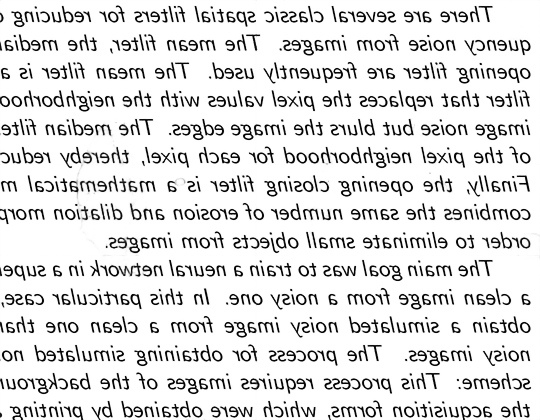 There are several classic spatial filters for reducing
quency noise from images. The mean filter, the median
opening filter are frequently used. The mean filter is a
filter that replaces the pixel values with the neighborhoo
image noise but blurs the image edges. The median filte
of the pixel neighborhood for each pixel, thereby reduc
Finally, the opening closing filter is a mathematical m
combines the same number of erosion and dilation morp
order to eliminate small objects from images.
The main goal was to train a neural network in a supe
a clean image from a noisy one. In this particular case,
obtain a simulated noisy image from a clean one than
noisy images. The process for obtaining simulated no
scheme: This process requires images of the background
the acquisition forms, which were obtained by printing